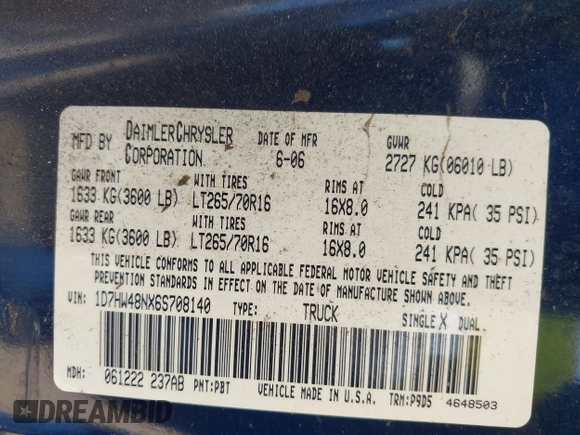 MFD BY DAIMLERCHRYSLER CORPORATION DATE OF MFR 6-06 GVWR 2727 KG(06010 LB)
GAWR FRONT WITH TIRES RIMS AT COLD
1633 KG(3600 LB) LT265/70R16 16X8.0 241 KPA( 35 PSI)
GAWR REAR WITH TIRES RIMS AT COLD
1633 KG(3600 LB) LT265/70R16 16X8.0 241 KPA( 35 PSI)
THIS VEHICLE CONFORMS TO ALL APPLICABLE FEDERAL MOTOR VEHICLE SAFETY AND THEFT
PREVENTION STANDARDS IN EFFECT ON THE DATE OF MANUFACTURE SHOWN ABOVE.
VIN: 1D7HW48NX6S708140 TYPE: TRUCK SINGLE X DUAL
MDH: 061222 237AB PNT:PBT VEHICLE MADE IN U.S.A. TRM:P9D5 4648503
DREAMBID